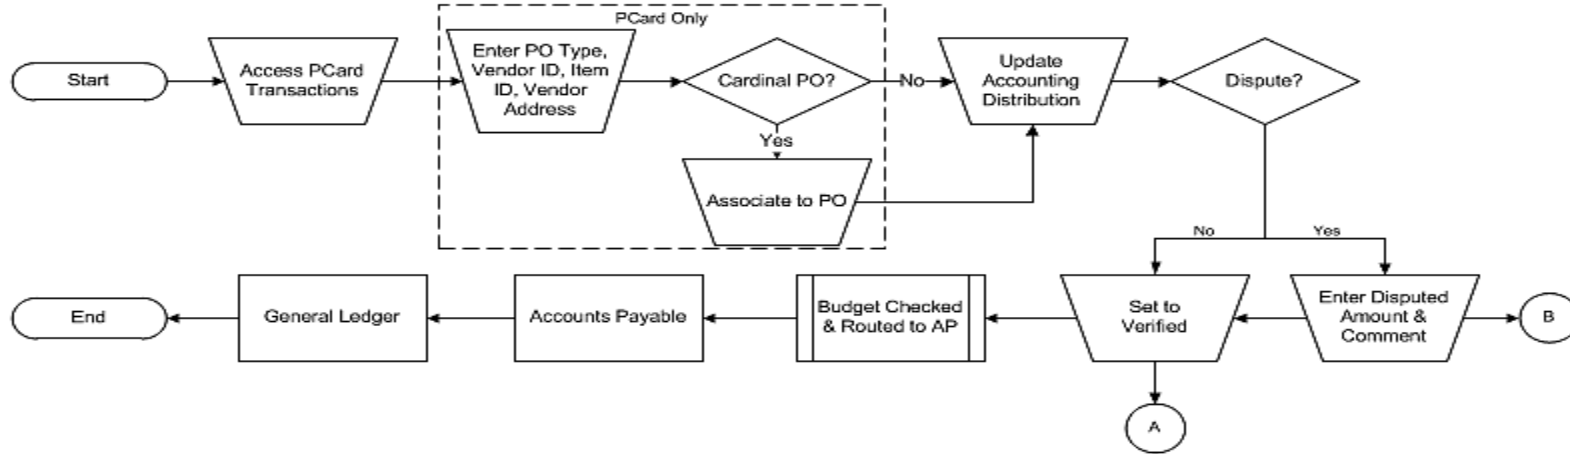 PCard Only
Start
Access PCard
Transactions
Enter PO Type,
Vendor ID, Item
ID, Vendor
Address
Cardinal PO?
No
Update
Accounting
Distribution
Dispute?
Yes
Associate to PO
No
Yes
End
General Ledger
Accounts Payable
Budget Checked
& Routed to AP
Set to
Verified
Enter Disputed
Amount &
Comment
B
A